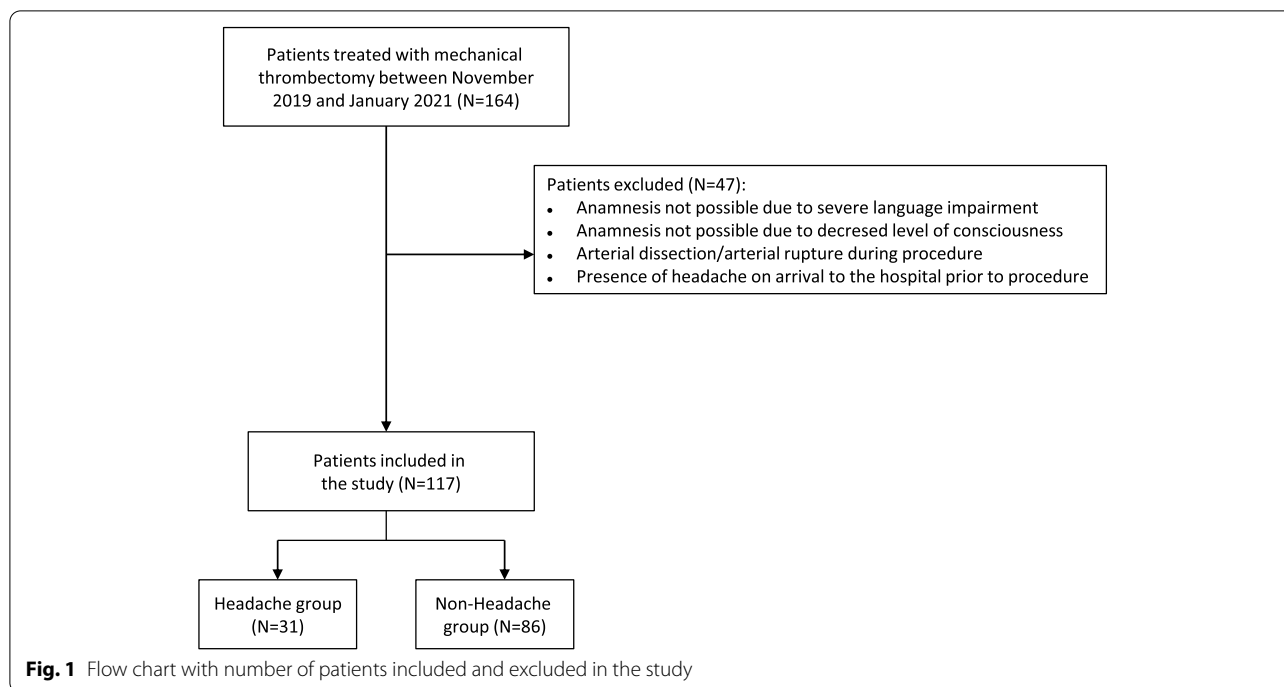 Patients treated with mechanical
thrombectomy between November
2019 and January 2021 (N=164)
Patients excluded (N=47):
• Anamnesis not possible due to severe language impairment
• Anamnesis not possible due to decresed level of consciousness
• Arterial dissection/arterial rupture during procedure
• Presence of headache on arrival to the hospital prior to procedure
Patients included in
the study (N=117)
Headache group
(N=31)
Non-Headache
group (N=86)
Fig. 1 Flow chart with number of patients included and excluded in the study